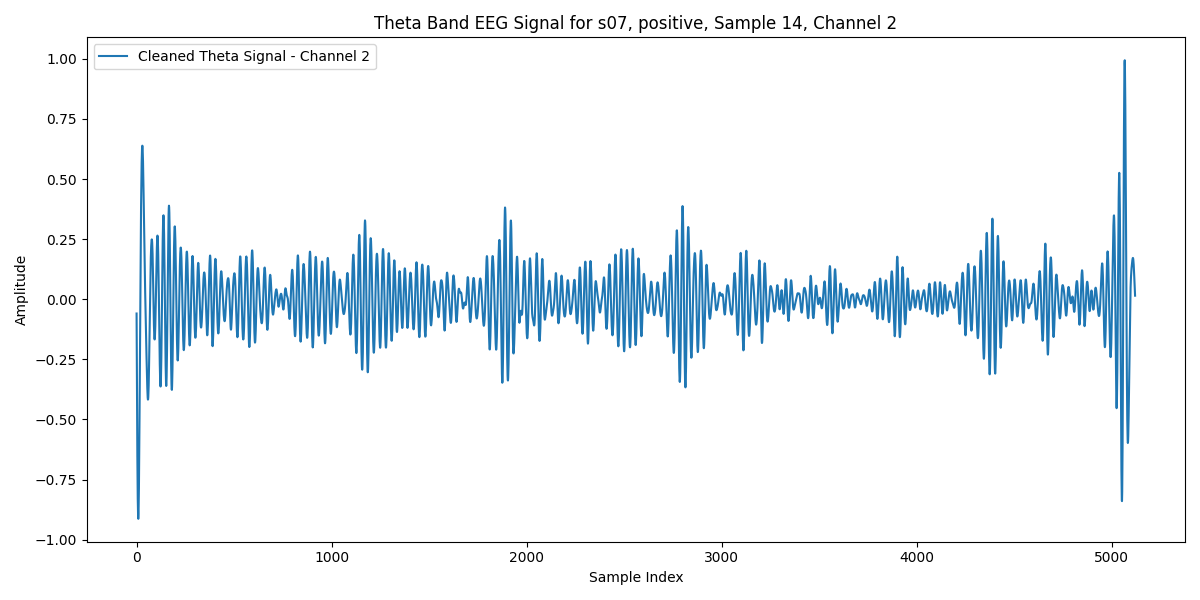 Theta Band EEG Signal for s07, positive, Sample 14, Channel 2
Cleaned Theta Signal - Channel 2
1.00
0.75
0.50
0.25
0.00
−0.25
−0.50
−0.75
−1.00
Amplitude
0 1000 2000 3000 4000 5000
Sample Index